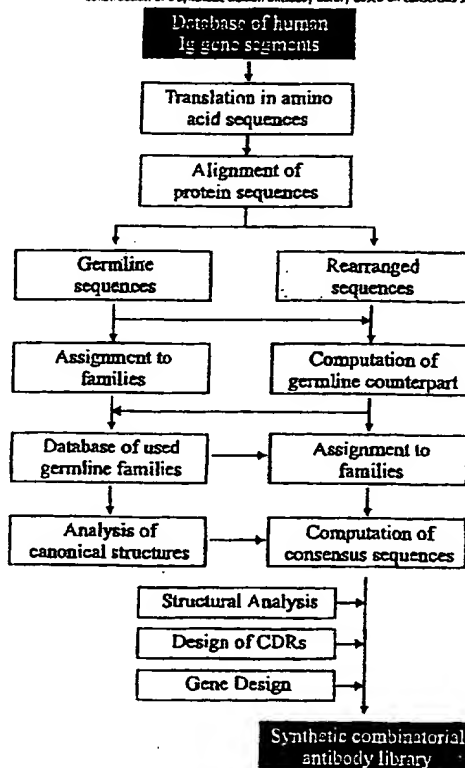 Database of human
Ig gene segments
Translation in amino
acid sequences
Alignment of
protein sequences
Germline
sequences
Rearranged
sequences
Assignment to
families
Computation of
germline counterpart
Database of used
germline families
Assignment to
families
Analysis of
canonical structures
Computation of
consensus sequences
Structural Analysis
Design of CDRs
Gene Design
Synthetic combinatorial
antibody library